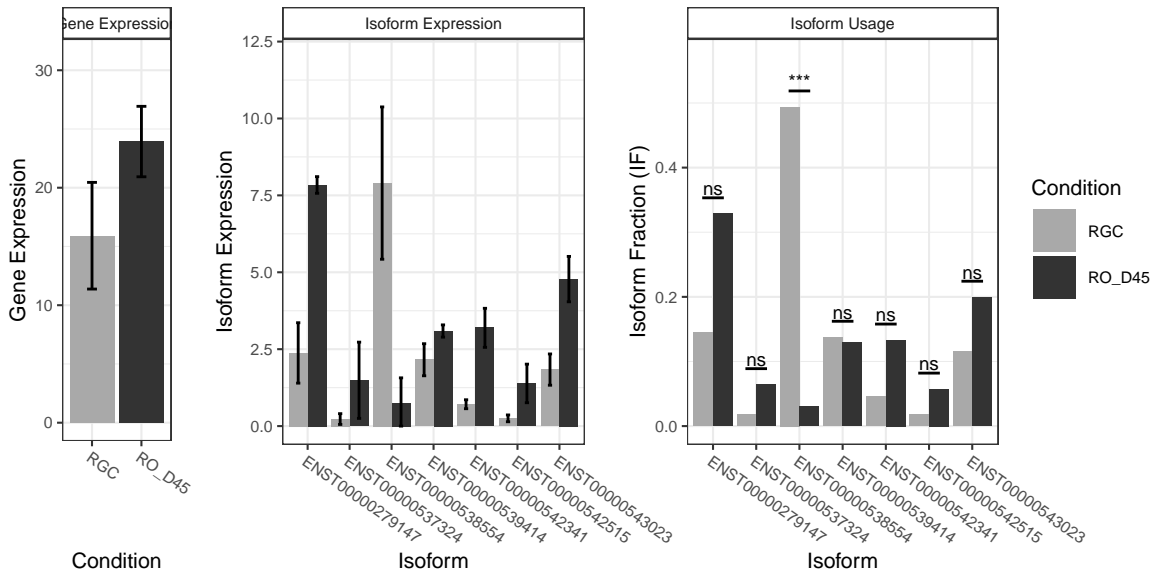 Gene Expression
Isoform Expression
Isoform Usage
Gene Expression
30
20
10
0
RGC
RO_D45
Condition
Isoform Expression
12.5
10.0
7.5
5.0
2.5
0.0
ENST00000279147
ENST00000537324
ENST00000538554
ENST00000539414
ENST00000542341
ENST00000542515
ENST00000543023
Isoform
Isoform Fraction (IF)
0.4
0.2
0.0
ns
ns
***
ns
ns
ns
ns
ENST00000279147
ENST00000537324
ENST00000538554
ENST00000539414
ENST00000542341
ENST00000542515
ENST00000543023
Isoform
Condition
RGC
RO_D45